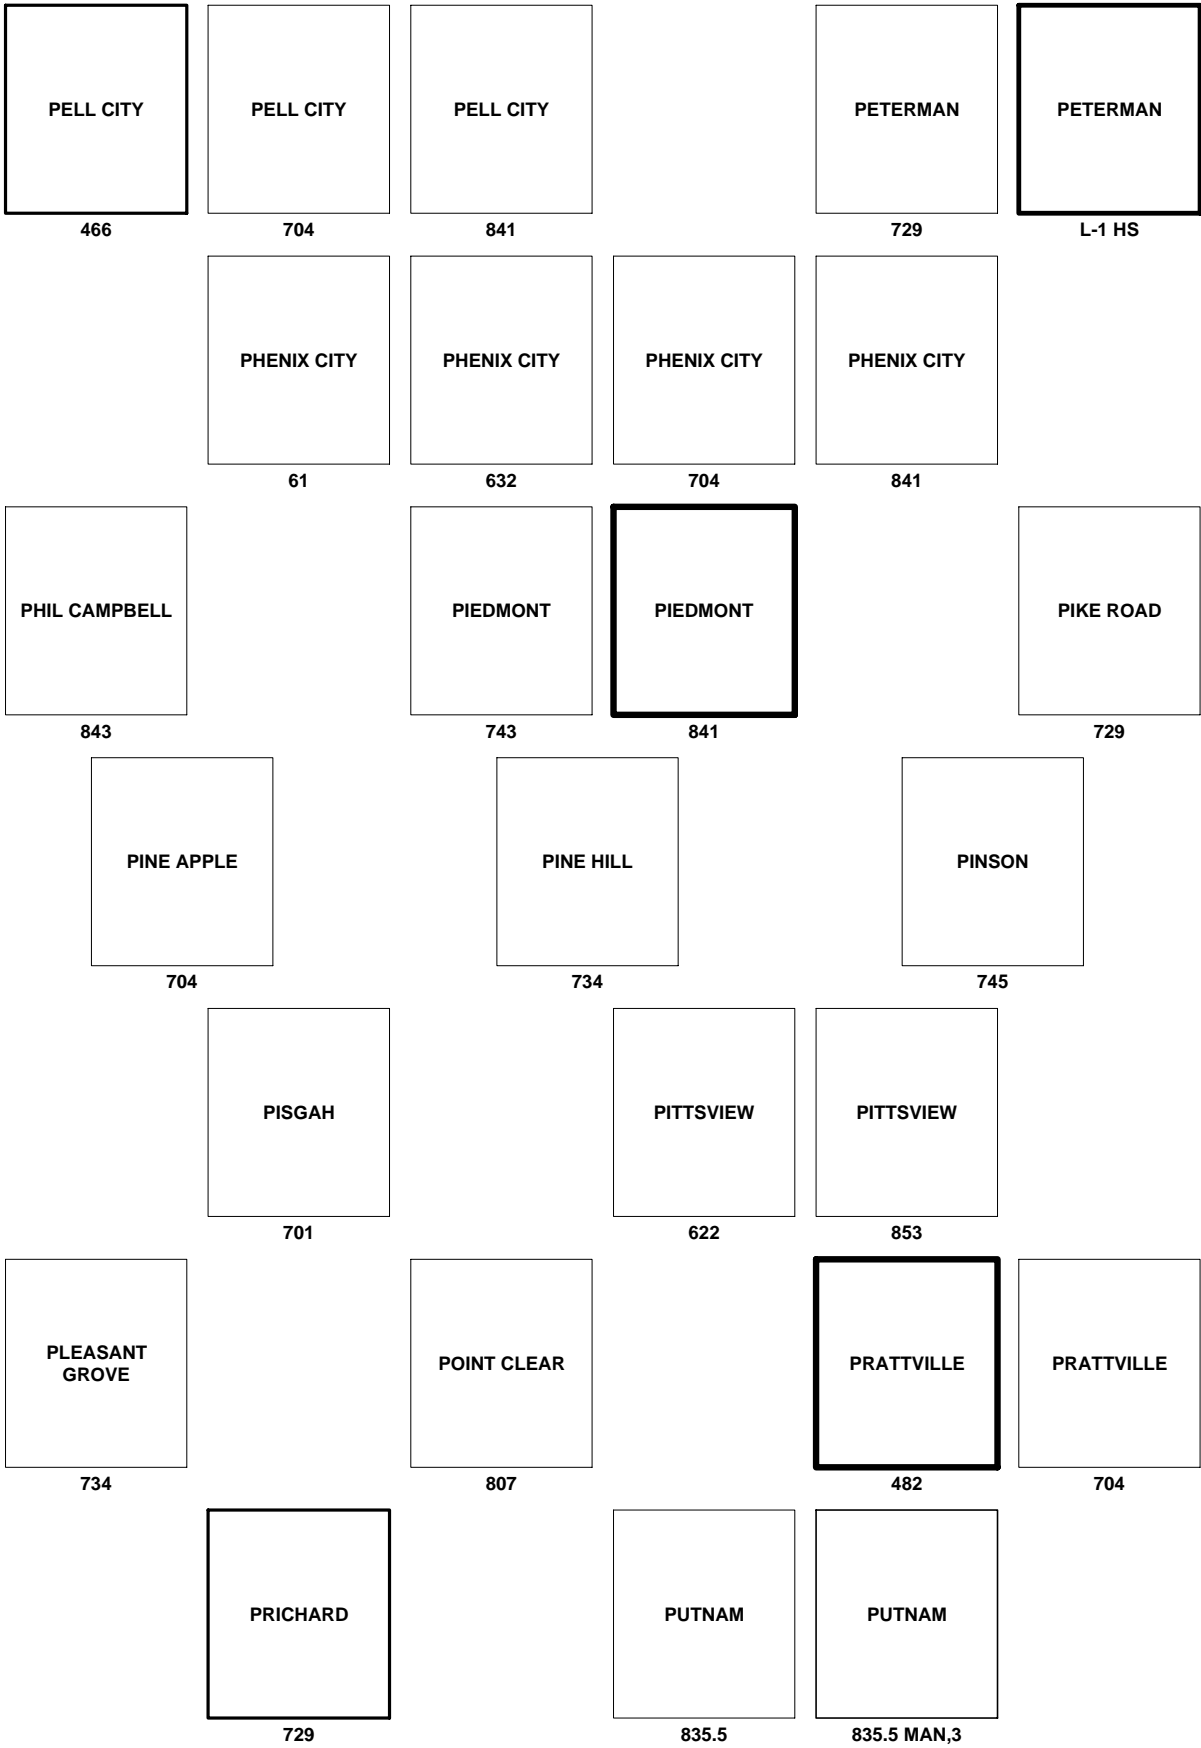 PELL CITY PELL CITY PELL CITY PETERMAN PETERMAN
466 704 841 729 L-1 HS
PHENIX CITY PHENIX CITY PHENIX CITY PHENIX CITY
61 632 704 841
PHIL CAMPBELL PIEDMONT PIEDMONT PIKE ROAD
843 743 841 729
PINE APPLE PINE HILL PINSON
704 734 745
PISGAH PITTSVIEW PITTSVIEW
701 622 853
PLEASANT
GROVE POINT CLEAR PRATTVILLE PRATTVILLE
734 807 482 704
PRICHARD PUTNAM PUTNAM
729 835.5 835.5 MAN,3